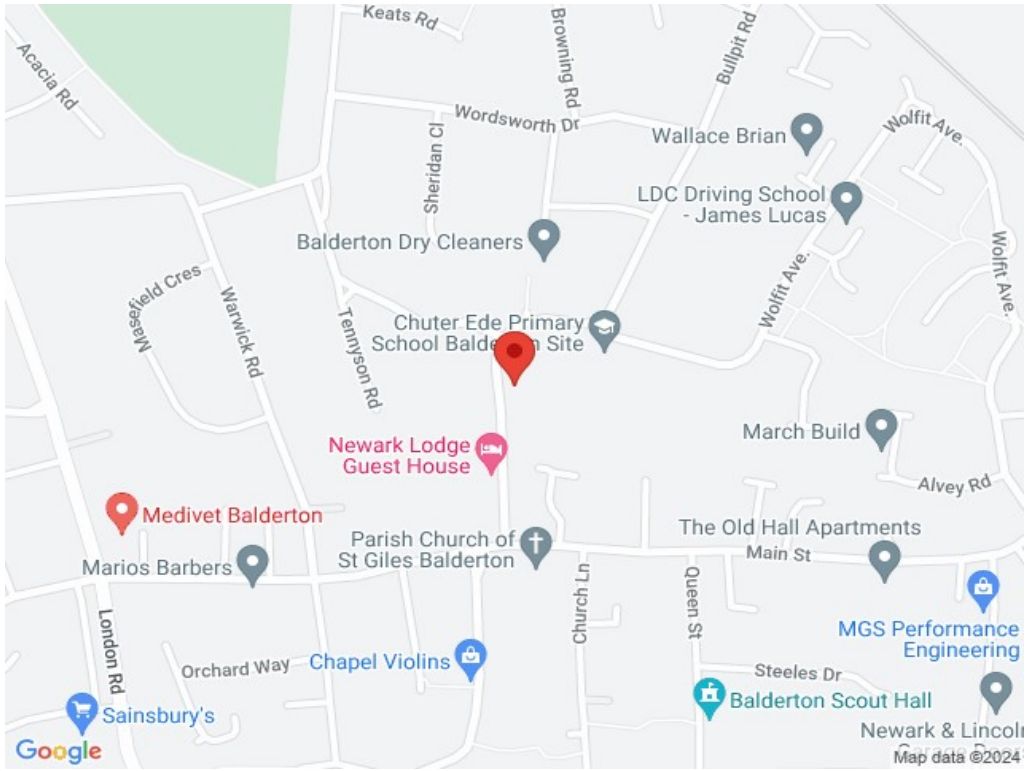 Keats Rd
Browning Rd
Bullpit Rd
Acacia Rd
Wordsworth Dr
Wolfit Ave.
Wallace Brian
Sheridan Cl
LDC Driving School
- James Lucas
Balderton Dry Cleaners
Wolfit Ave.
Masefield Cres
Wolfit Ave.
Warwick Rd
Tennyson Rd
Chuter Ede Primary
School Balderton Site
Newark Lodge
Guest House
March Build
Alvey Rd
Medivet Balderton
The Old Hall Apartments
Parish Church of
St Giles Balderton
Main St
Marios Barbers
Church Ln
Queen St
London Rd
MGS Performance
Engineering
Orchard Way
Chapel Violins
Steeles Dr
Balderton Scout Hall
Sainsbury's
Newark & Lincoln
Google
Map data ©2024